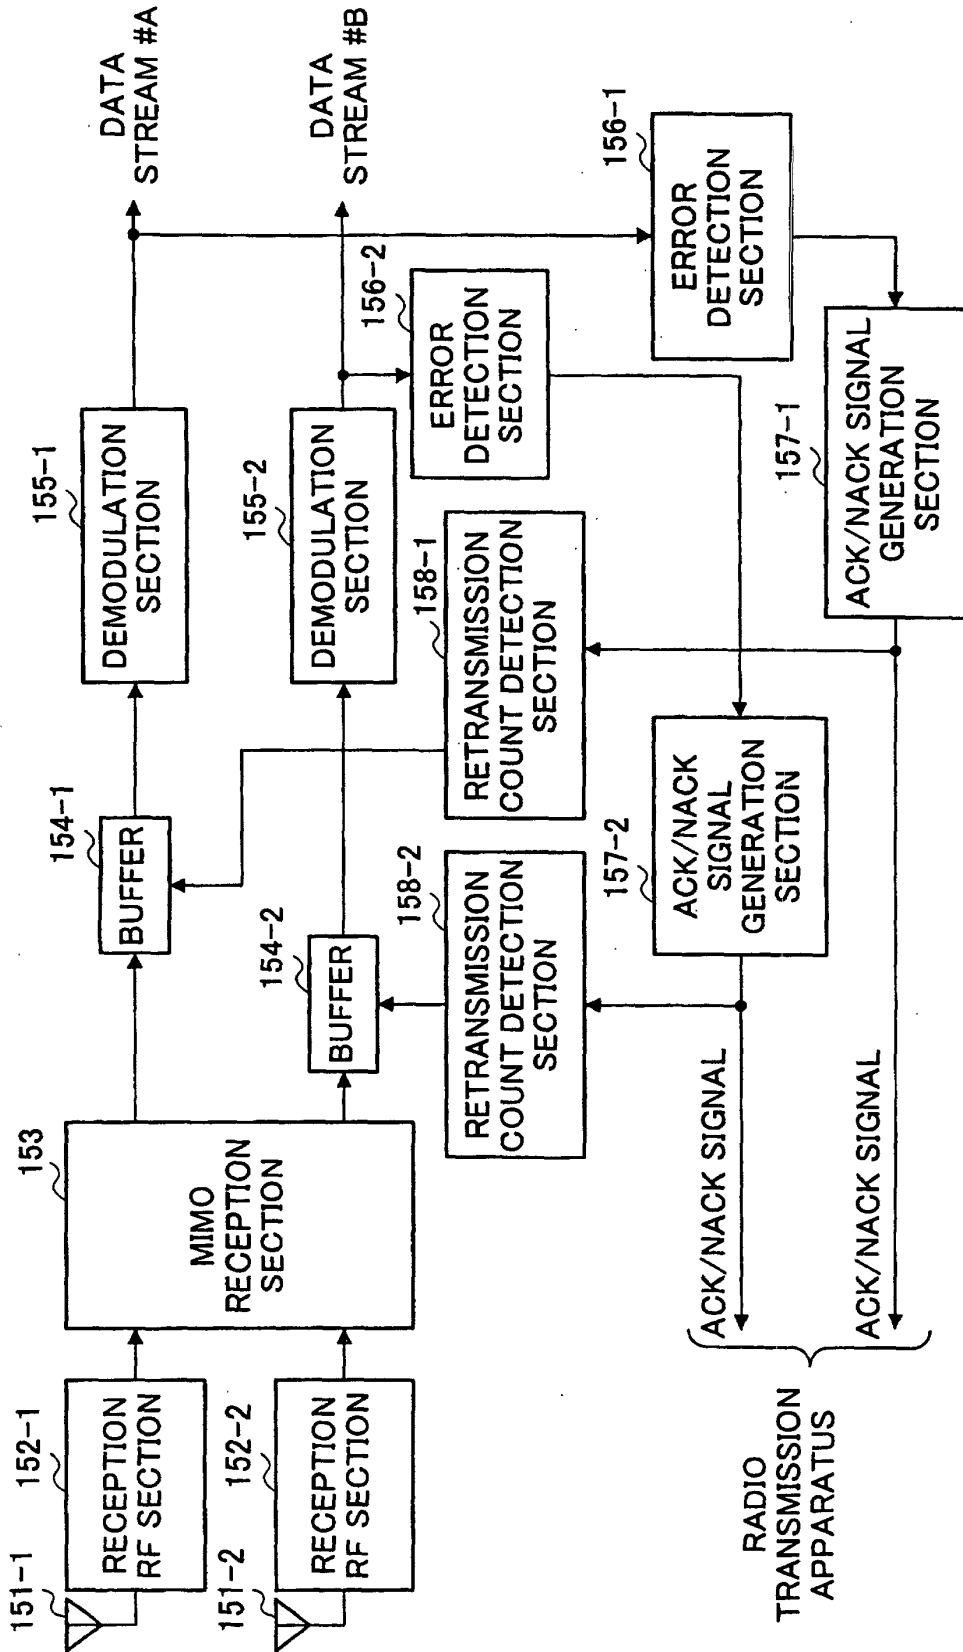 151-1
152-1
RECEPTION
RF SECTION
151-2
152-2
RECEPTION
RF SECTION
153
MIMO
RECEPTION
SECTION
154-1
BUFFER
154-2
BUFFER
155-1
DEMODULATION
SECTION
155-2
DEMODULATION
SECTION
DATA
STREAM #A
DATA
STREAM #B
156-2
ERROR
DETECTION
SECTION
156-1
ERROR
DETECTION
SECTION
158-2
RETRANSMISSION
COUNT DETECTION
SECTION
158-1
RETRANSMISSION
COUNT DETECTION
SECTION
157-2
ACK/NACK
SIGNAL
GENERATION
SECTION
157-1
ACK/NACK SIGNAL
GENERATION
SECTION
ACK/NACK SIGNAL
ACK/NACK SIGNAL
RADIO
TRANSMISSION
APPARATUS